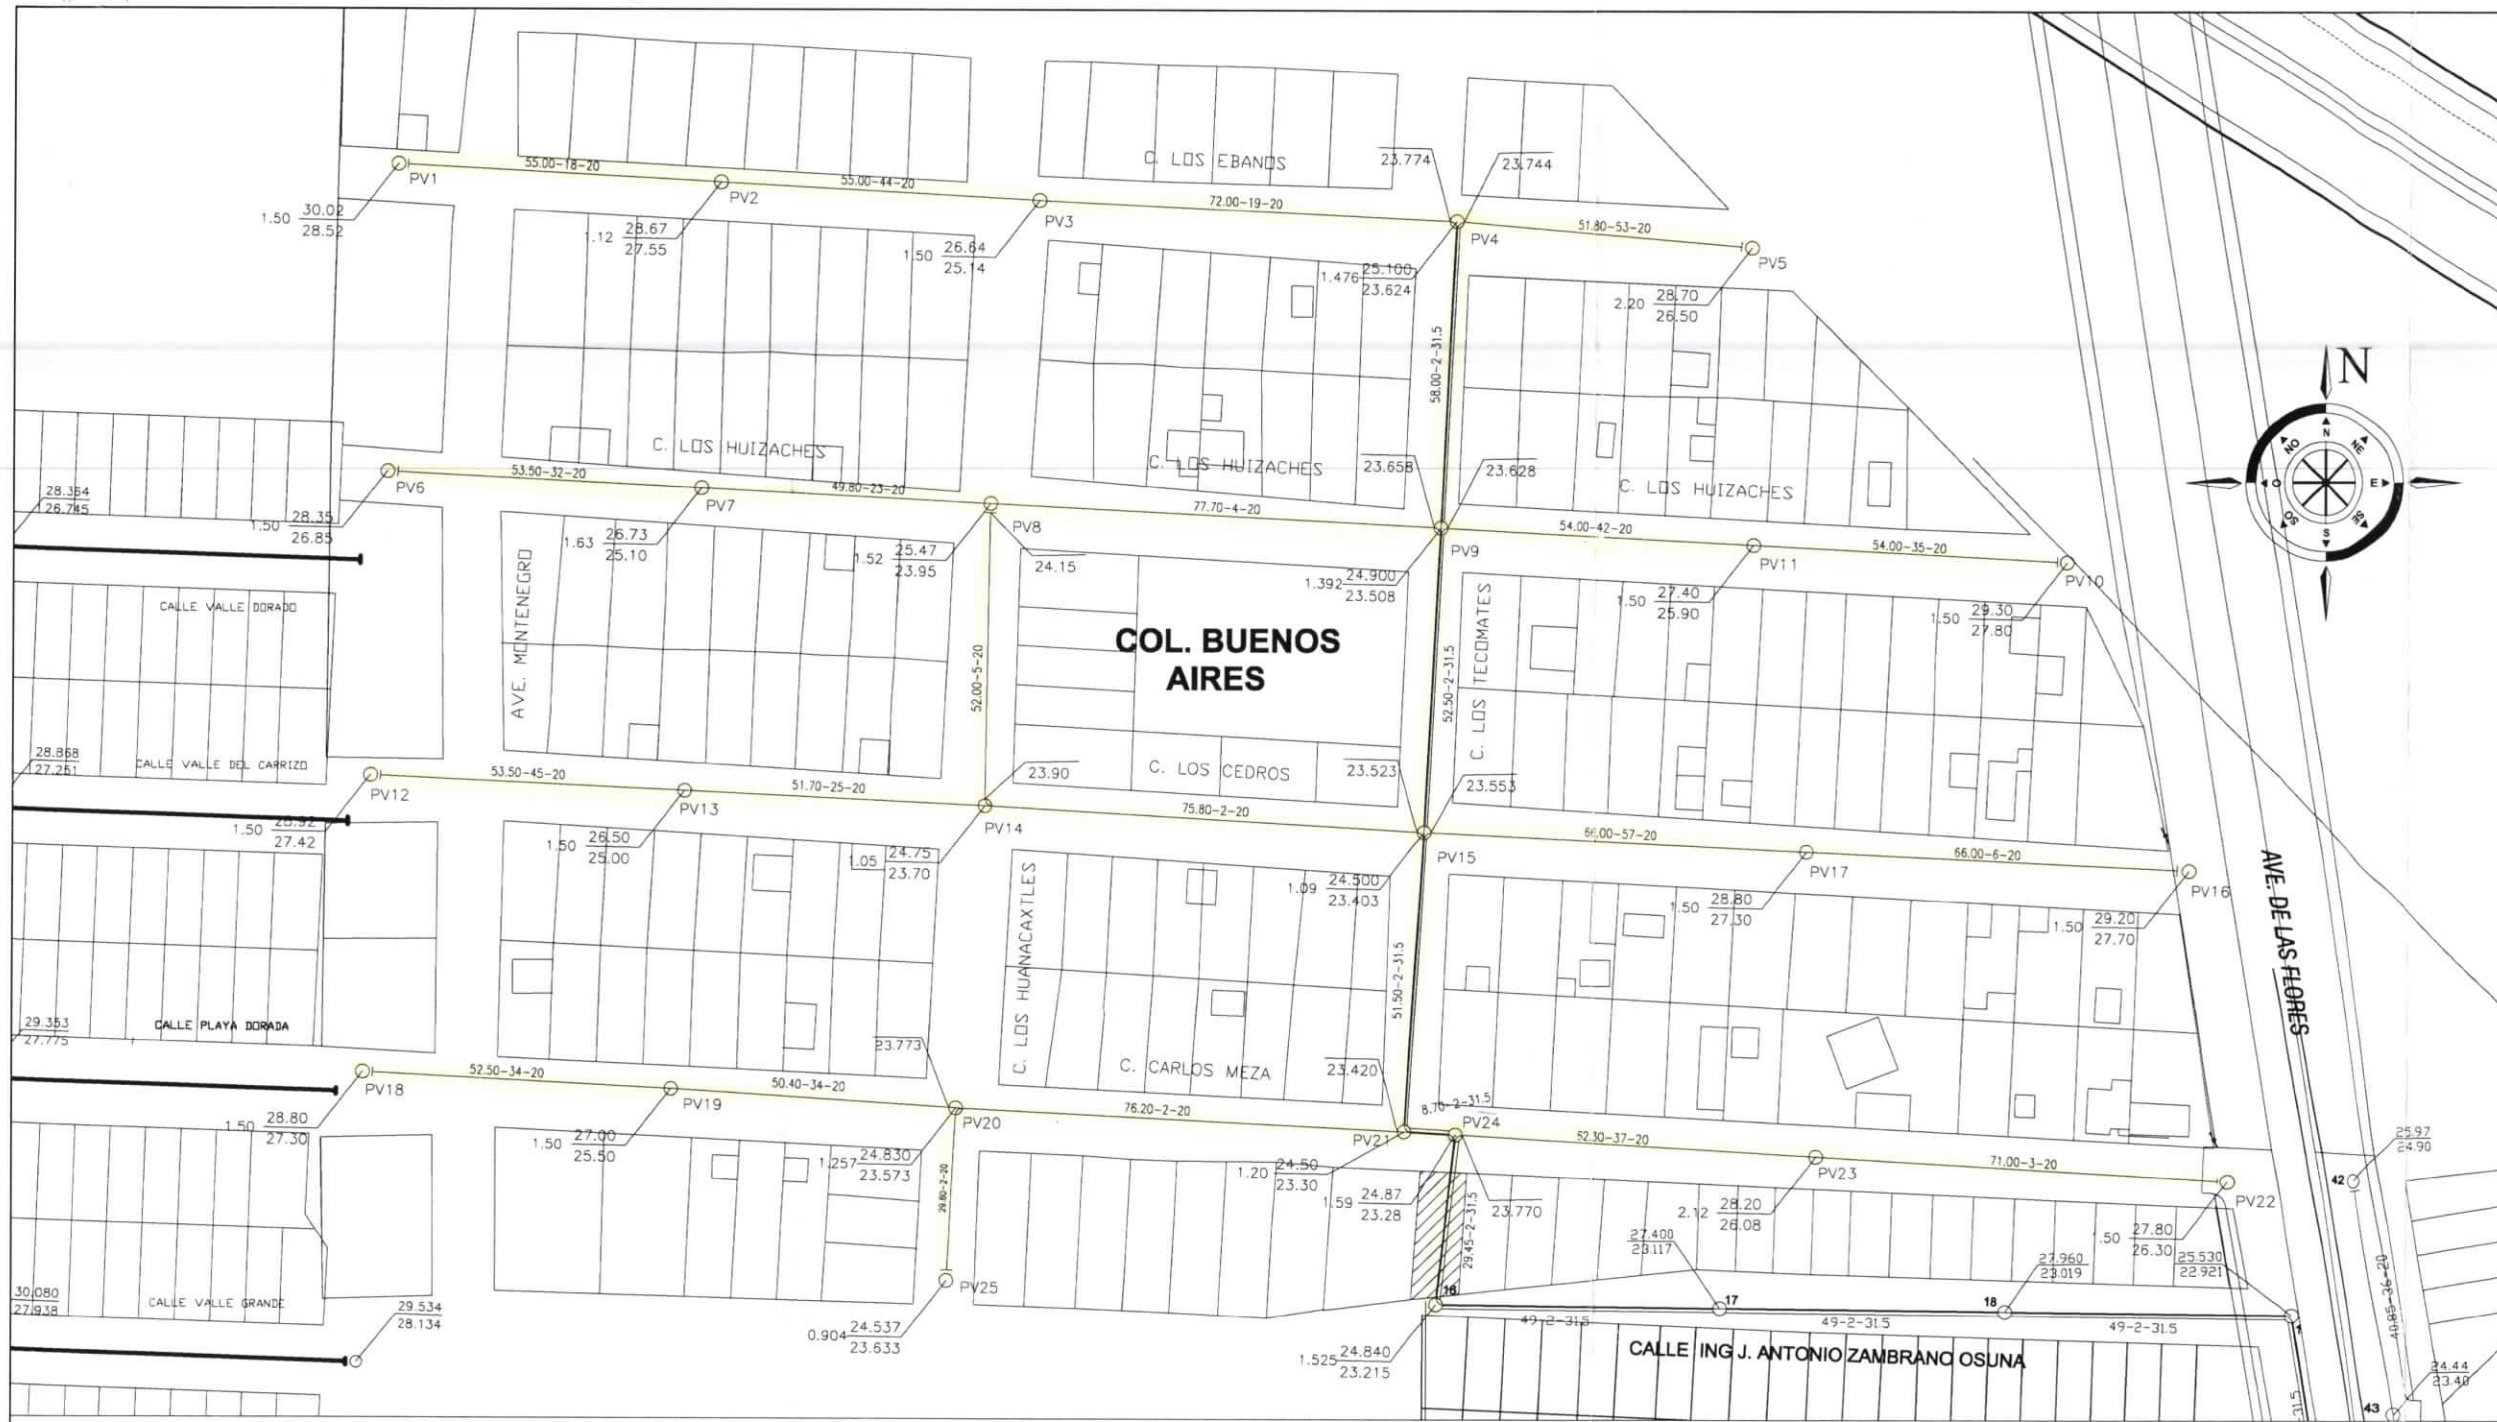 55.00-18-20
PV1
1.50 30.02
28.52
55.00-44-20
PV2
1.12 28.67
27.55
C. LOS EBANOS
72.00-19-20
PV3
1.50 26.64
25.14
23.774
23.744
PV4
1.476 25.100
23.624
51.80-53-20
PV5
2.20 28.70
26.50
58.00-2-31.5
N
N
NE
E
SE
S
SO
O
NO
C. LOS HUIZACHES
C. LOS HUIZACHES
C. LOS HUIZACHES
23.658
23.628
28.354
26.745
PV6
1.50 28.35
26.85
53.50-32-20
PV7
1.63 26.73
25.10
49.80-23-20
PV8
1.52 25.47
23.95
24.15
77.70-4-20
PV9
1.392 24.900
23.508
54.00-42-20
PV11
1.50 27.40
25.90
54.00-35-20
PV10
1.50 29.30
27.80
CALLE VALLE DORADO
AVE. MONTENEGRO
52.00-5-20
COL. BUENOS
AIRES
52.50-2-31.5
C. LOS TECOMATES
28.868
27.251
CALLE VALLE DEL CARRIZO
C. LOS CEDROS
23.90
23.523
23.553
PV12
1.50 28.92
27.42
53.50-45-20
PV13
1.50 26.50
25.00
51.70-25-20
PV14
1.05 24.75
23.70
75.80-2-20
PV15
1.09 24.500
23.403
66.00-57-20
PV17
1.50 28.80
27.30
66.00-6-20
PV16
1.50 29.20
27.70
AVE. DE LAS FLORES
C. LOS HUANACAXTLES
51.50-2-31.5
29.353
27.775
CALLE PLAYA DORADA
23.773
C. CARLOS MEZA
23.420
PV18
1.50 28.80
27.30
52.50-34-20
PV19
1.50 27.00
25.50
50.40-34-20
PV20
1.257 24.830
23.573
76.20-2-20
PV21
1.20 24.50
23.30
8.70-2-31.5
PV24
1.59 24.87
23.28
23.770
52.30-37-20
PV23
2.12 28.20
26.08
71.00-3-20
PV22
.50 27.80
26.30
42
25.97
24.90
29.80-2-20
PV25
0.904 24.537
23.633
29.45-2-31.5
27.400
23.117
27.960
23.019
25.530
22.921
40.85-36-20
30.080
27.938
CALLE VALLE GRANDE
29.534
28.134
16
17
18
1
49-2-31.5
49-2-31.5
49-2-31.5
1.525 24.840
23.215
CALLE ING J. ANTONIO ZAMBRANO OSUNA
31.5
43
24.44
23.40